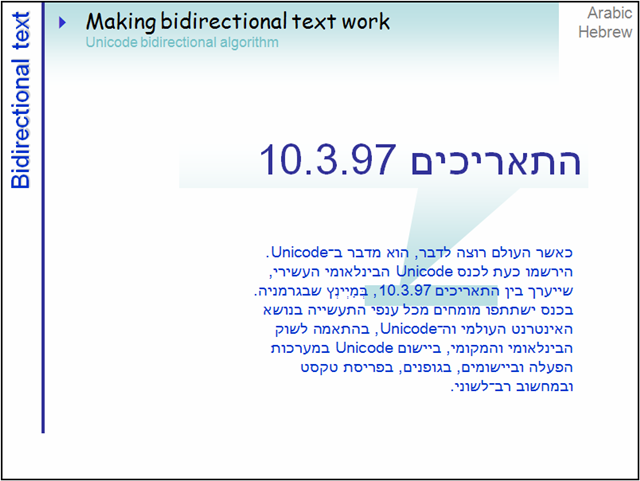 Bidirectional text
Making bidirectional text work
Unicode bidirectional algorithm
Arabic
Hebrew
התאריכים 10.3.97
כאשר העולם רוצה לדבר, הוא מדבר ב־Unicode.
הירשמו כעת לכנס Unicode הבינלאומי העשירי,
שייערך בין התאריכים 10.3.97, בְּמַיְינְץ שבגרמניה.
בכנס ישתתפו מומחים מכל ענפי התעשייה בנושא
האינטרנט העולמי וה־Unicode, בהתאמה לשוק
הבינלאומי והמקומי, ביישום Unicode במערכות
הפעלה וביישומים, בגופנים, בפריסת טקסט
ובמחשוב רב־לשוני.